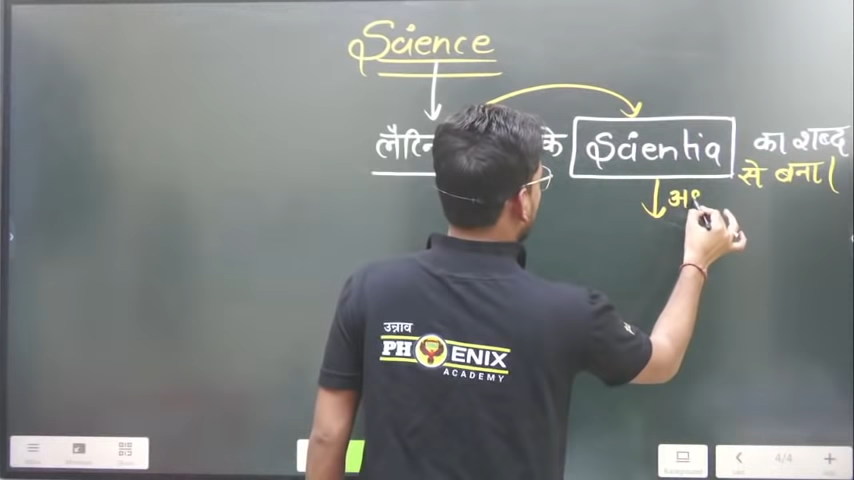 Science
लैटिन के Scientia का शब्द
से बना।
उन्नाव
PHOENIX
ACADEMY
4/4